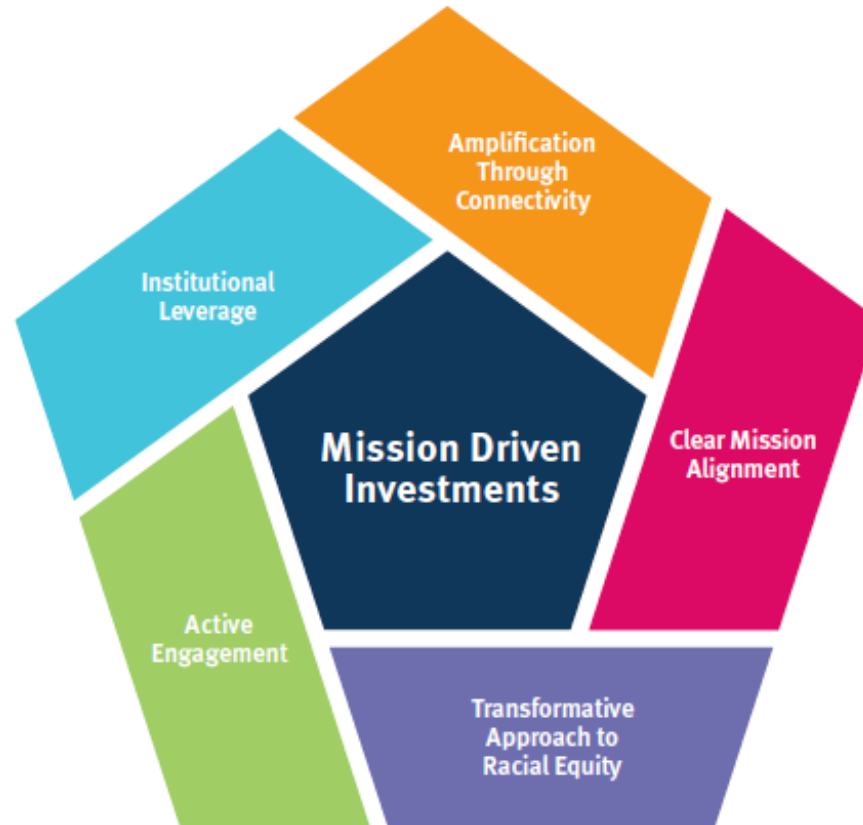 Amplification
Through
Connectivity
Institutional
Leverage
Clear Mission
Alignment
Mission Driven
Investments
Active
Engagement
Transformative
Approach to
Racial Equity